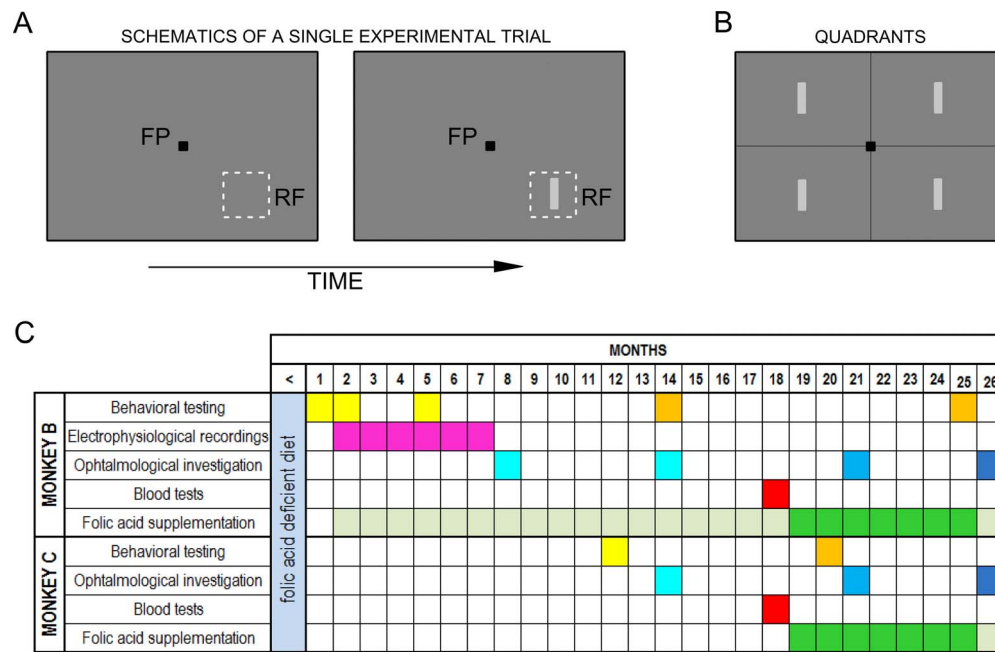 A
SCHEMATICS OF A SINGLE EXPERIMENTAL TRIAL
FP
RF
FP
RF
TIME
B
QUADRANTS
C
MONTHS
< 1 2 3 4 5 6 7 8 9 10 11 12 13 14 15 16 17 18 19 20 21 22 23 24 25 26
folic acid deficient diet
MONKEY B
Behavioral testing
Electrophysiological recordings
Ophtalmological investigation
Blood tests
Folic acid supplementation
MONKEY C
Behavioral testing
Ophtalmological investigation
Blood tests
Folic acid supplementation